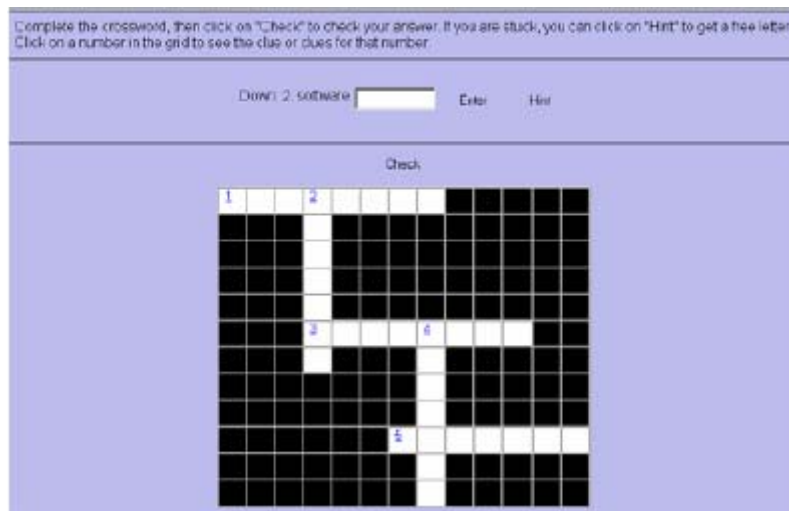 Complete the crossword, then click on "Check" to check your answer. If you are stuck, you can click on "Hint" to get a free letter
Click on a number in the grid to see the clue or clues for that number.
Down: 2. software Enter Hint
Check
1 2
3 4
5